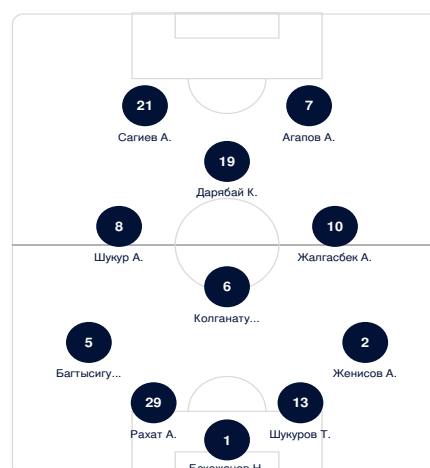 21
7
Сагиев А.
Агапов А.
19
Дарябай К.
8
10
Шукур А.
Жалгасбек А.
6
Колганату...
5
2
Багтысигу...
Женисов А.
29
13
Рахат А.
Шукуров Т.
1